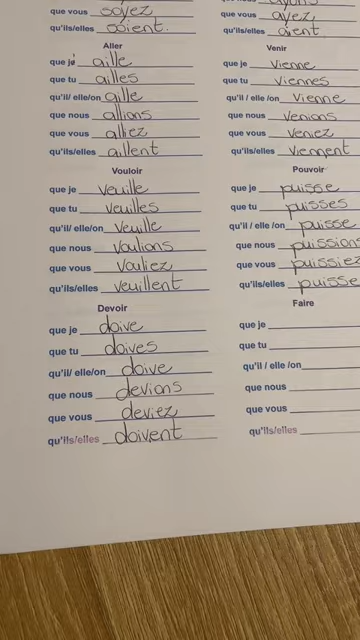 que vous soyez
qu'ils/elles soient.
Aller
que je aille
que tu ailles
qu'il/ elle/on aille
que nous allions
que vous alliez
qu'ils/elles aillent
Vouloir
que je veuille
que tu veuilles
qu'il/ elle/on veuille
que nous voulions
que vous vouliez
qu'ils/elles veuillent
Devoir
que je doive
que tu doives
qu'il/ elle/on doive
que nous devions
que vous deviez
qu'ils/elles doivent
que vous ayez,
qu'ils/elles aient
Venir
que je vienne
que tu viennes
qu'il / elle /on vienne
que nous venions
que vous veniez
qu'ils/elles viennent
Pouvoir
que je puisse
que tu puisses
qu'il / elle /on puisse
que nous puission
que vous puissiez
qu'ils/elles puisse
Faire
que je
que tu
qu'il / elle /on
que nous
que vous
qu'ils/elles